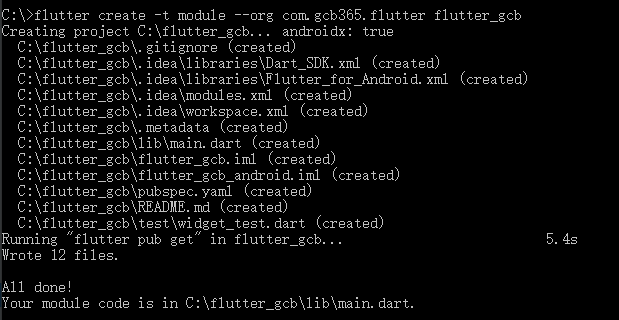 C:\>flutter create -t module --org com.gcb365.flutter flutter_gcb
Creating project C:\flutter_gcb... androidx: true
  C:\flutter_gcb\.gitignore (created)
  C:\flutter_gcb\.idea\libraries\Dart_SDK.xml (created)
  C:\flutter_gcb\.idea\libraries\Flutter_for_Android.xml (created)
  C:\flutter_gcb\.idea\modules.xml (created)
  C:\flutter_gcb\.idea\workspace.xml (created)
  C:\flutter_gcb\.metadata (created)
  C:\flutter_gcb\lib\main.dart (created)
  C:\flutter_gcb\flutter_gcb.iml (created)
  C:\flutter_gcb\flutter_gcb_android.iml (created)
  C:\flutter_gcb\pubspec.yaml (created)
  C:\flutter_gcb\README.md (created)
  C:\flutter_gcb\test\widget_test.dart (created)
Running "flutter pub get" in flutter_gcb...                          5.4s
Wrote 12 files.

All done!
Your module code is in C:\flutter_gcb\lib\main.dart.